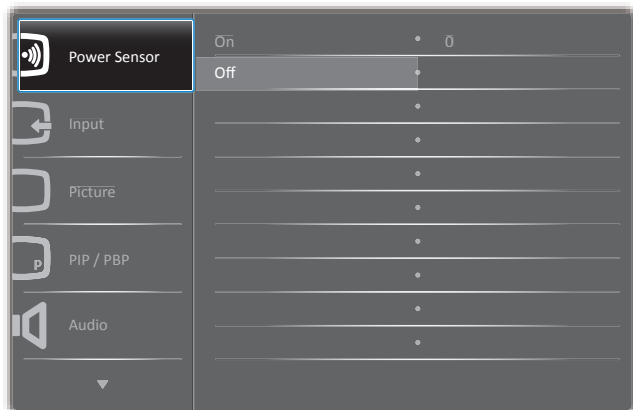 Power Sensor
On 0
Off
Input
Picture
PIP / PBP
P
Audio